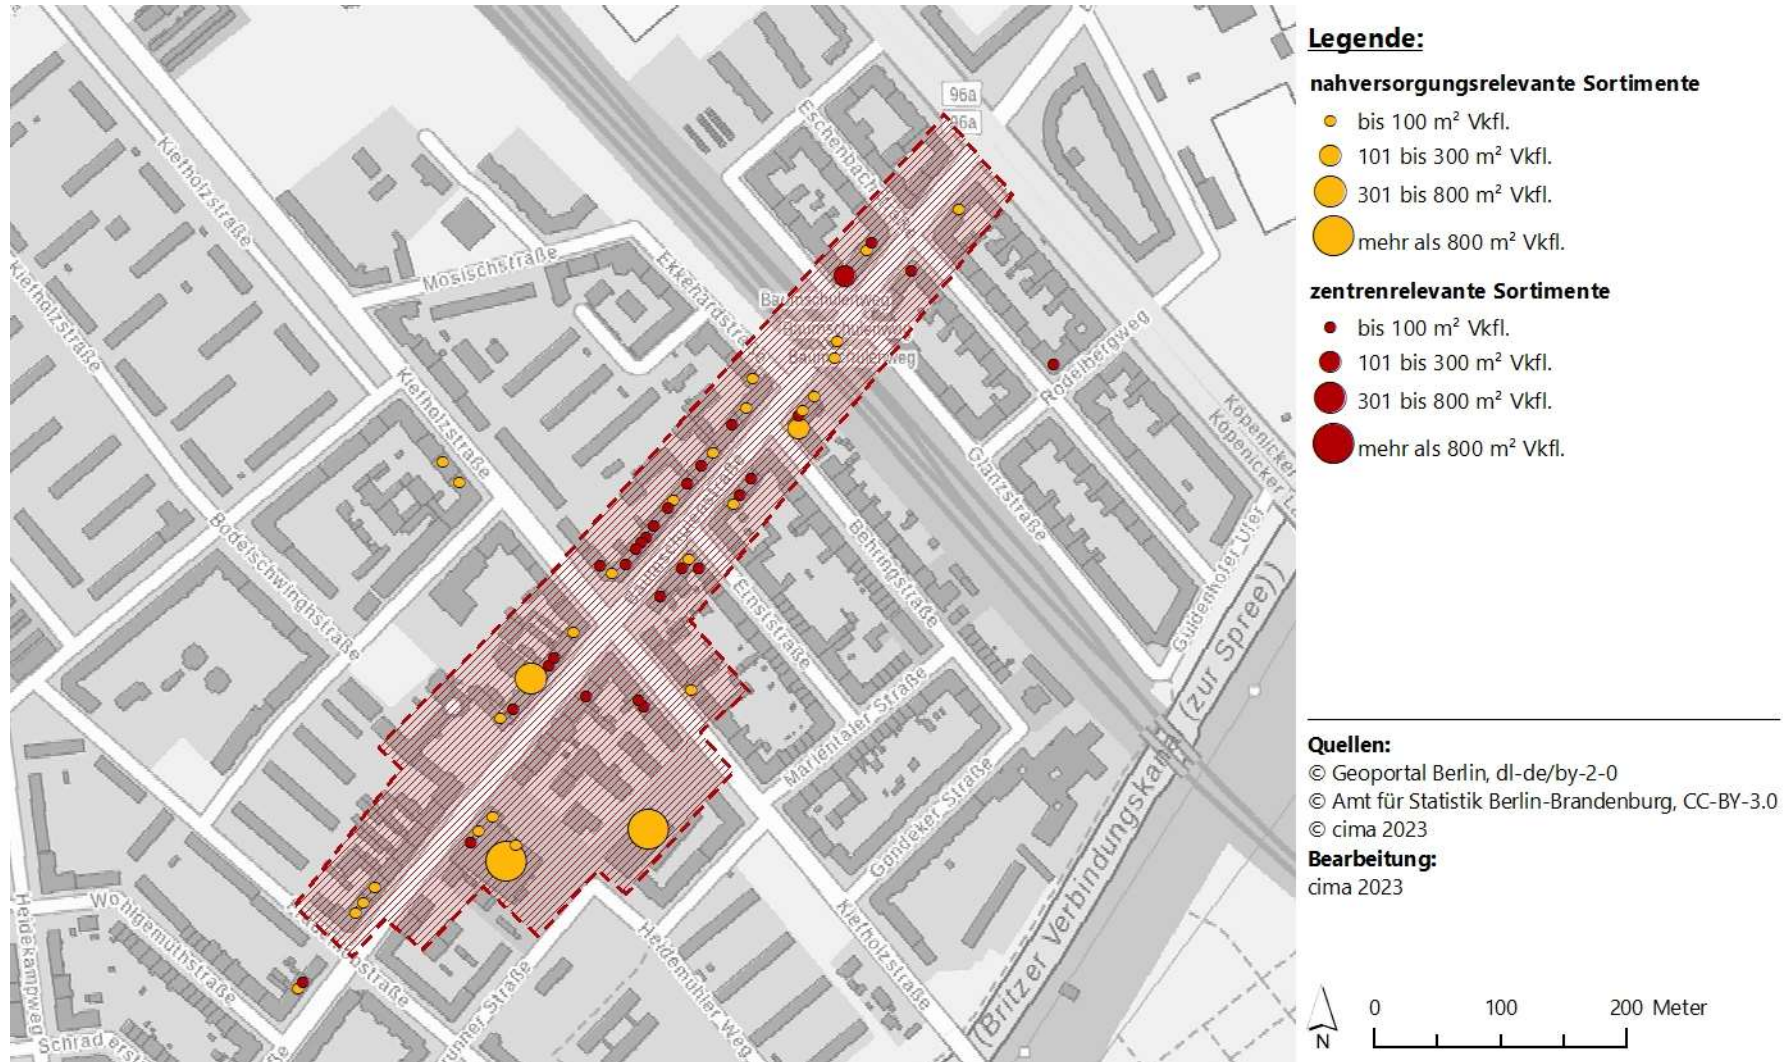 96a
96a
Eschenbach
Kiefholzstraße
Kiefholzstraße
Mosischstraße
Ekkehardstraße
Baumschulenweg
Baumschulenweg
Baumschulenweg
Rodelbergweg
Köpenicker
Köpenicker
Kiefholzstraße
Glanzstraße
Baumschulenstraße
Behringstraße
Bodelschwinghstraße
Ernststraße
Güldenhofer Ufer
Marientaler Straße
Gondeker Straße
(Britzer Verbindungskanal (zur Spree))
Heidekampweg
Wohlgemuthstraße
Heidemühler Weg
Kiefholzstraße
Legende:
nahversorgungsrelevante Sortimente
bis 100 m² Vkfl.
101 bis 300 m² Vkfl.
301 bis 800 m² Vkfl.
mehr als 800 m² Vkfl.
zentrenrelevante Sortimente
bis 100 m² Vkfl.
101 bis 300 m² Vkfl.
301 bis 800 m² Vkfl.
mehr als 800 m² Vkfl.
Quellen:
© Geoportal Berlin, dl-de/by-2-0
© Amt für Statistik Berlin-Brandenburg, CC-BY-3.0
© cima 2023
Bearbeitung:
cima 2023
N
0 100 200 Meter